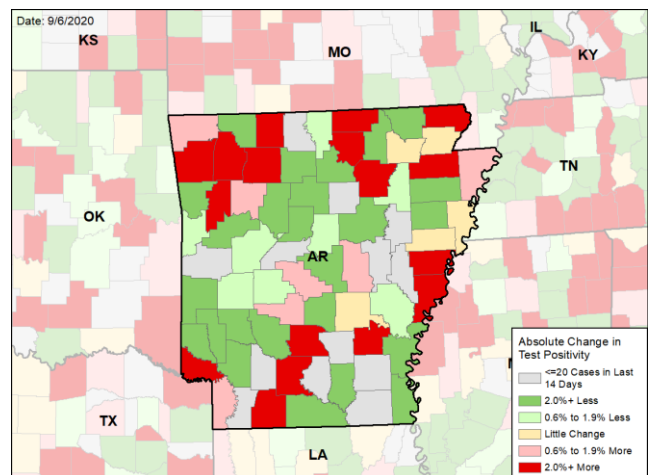 Date: 9/6/2020
KS
MO
IL
KY
OK
AR
TN
TX
LA
Absolute Change in
Test Positivity
<=20 Cases in Last
14 Days
2.0%+ Less
0.6% to 1.9% Less
Little Change
0.6% to 1.9% More
2.0%+ More